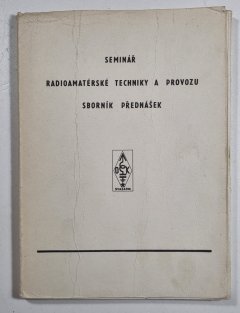 SEMINÁŘ
RADIOAMATÉRSKÉ TECHNIKY A PROVOZU
SBORNÍK PŘEDNÁŠEK